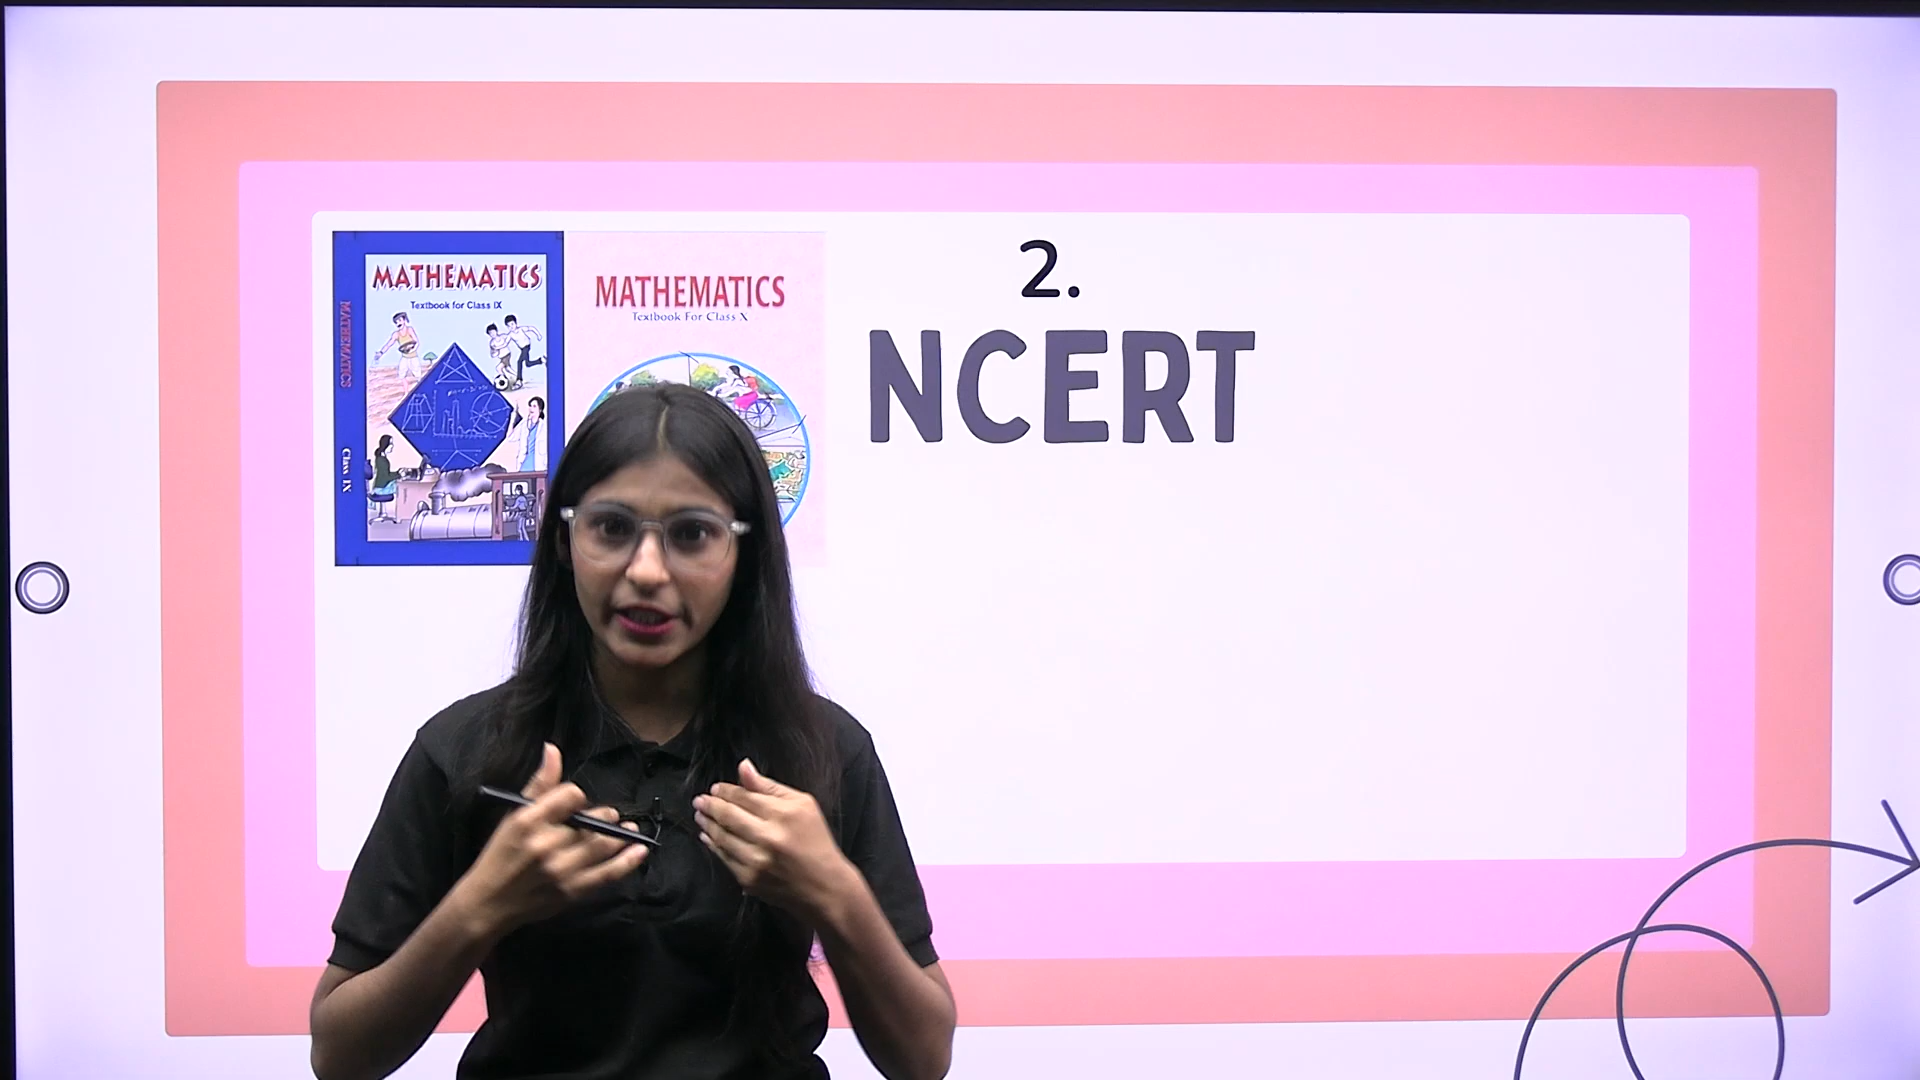 MATHEMATICS
Textbook for Class IX
MATHEMATICS
Class IX
MATHEMATICS
Textbook For Class X
2.
NCERT